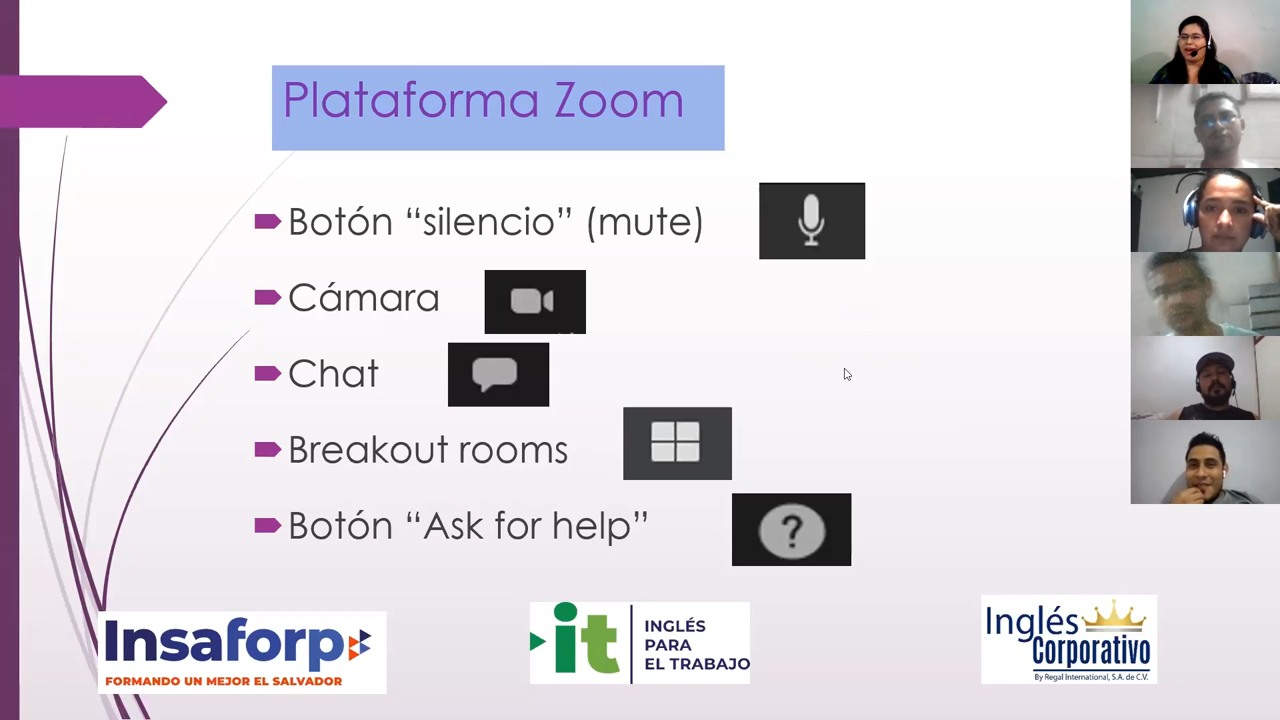 Plataforma Zoom
Botón “silencio” (mute)
Cámara
Chat
Breakout rooms
Botón “Ask for help”
?
Insaforp
FORMANDO UN MEJOR EL SALVADOR
it
INGLÉS
PARA
EL TRABAJO
Inglés
Corporativo
By Regal International, S.A. de C.V.